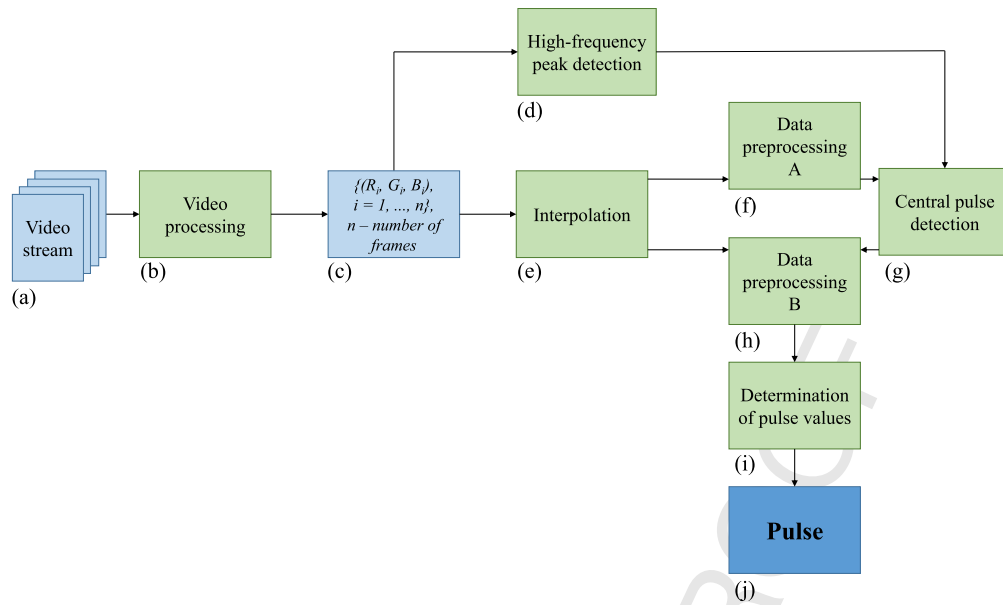 High-frequency
peak detection
(d)
Data
preprocessing
A
(f)
Video
stream
(a)
Video
processing
(b)
{(Rᵢ, Gᵢ, Bᵢ),
i = 1, ..., n},
n – number of
frames
(c)
Interpolation
(e)
Central pulse
detection
(g)
Data
preprocessing
B
(h)
Determination
of pulse values
(i)
Pulse
(j)